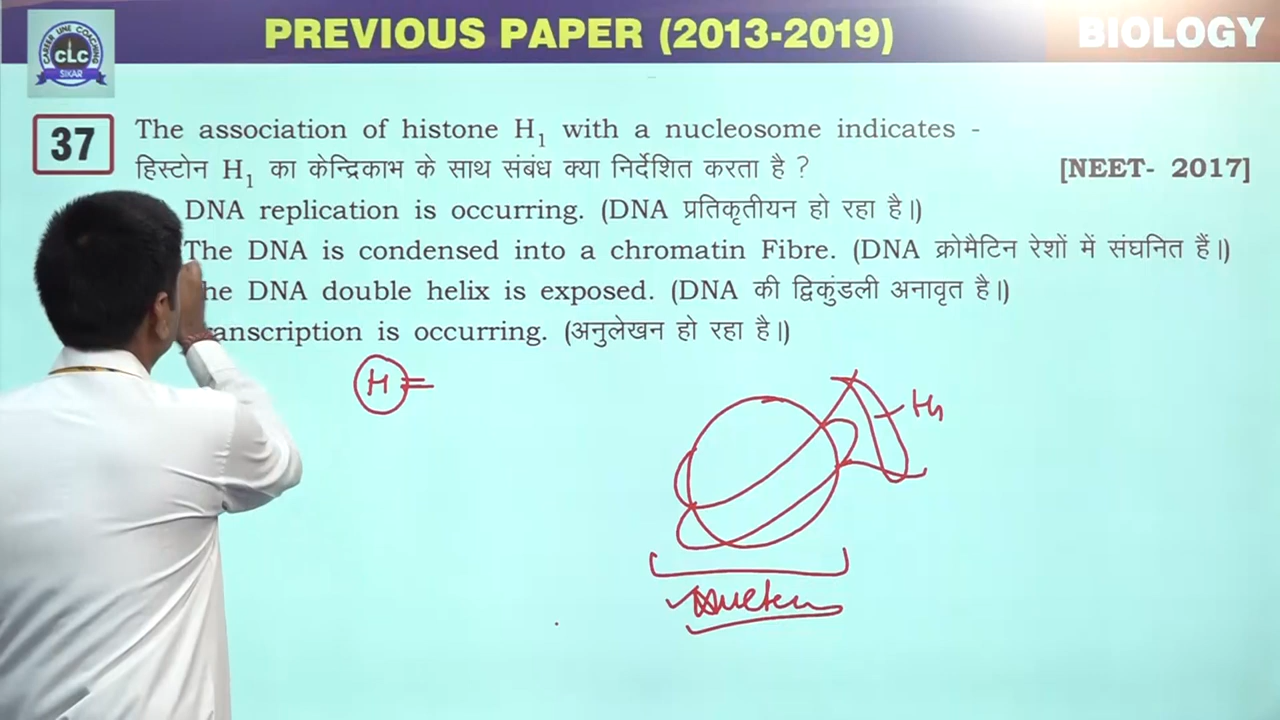 PREVIOUS PAPER (2013-2019)
BIOLOGY
CAREER LINE COACHING
CLC
SIKAR
37
The association of histone H₁ with a nucleosome indicates -
हिस्टोन H₁ का केन्द्रिकाभ के साथ संबंध क्या निर्देशित करता है ?
[NEET- 2017]
DNA replication is occurring. (DNA प्रतिकृतीयन हो रहा है।)
The DNA is condensed into a chromatin Fibre. (DNA क्रोमैटिन रेशों में संघनित हैं।)
he DNA double helix is exposed. (DNA की द्विकुंडली अनावृत है।)
ranscription is occurring. (अनुलेखन हो रहा है।)
H =
H₁